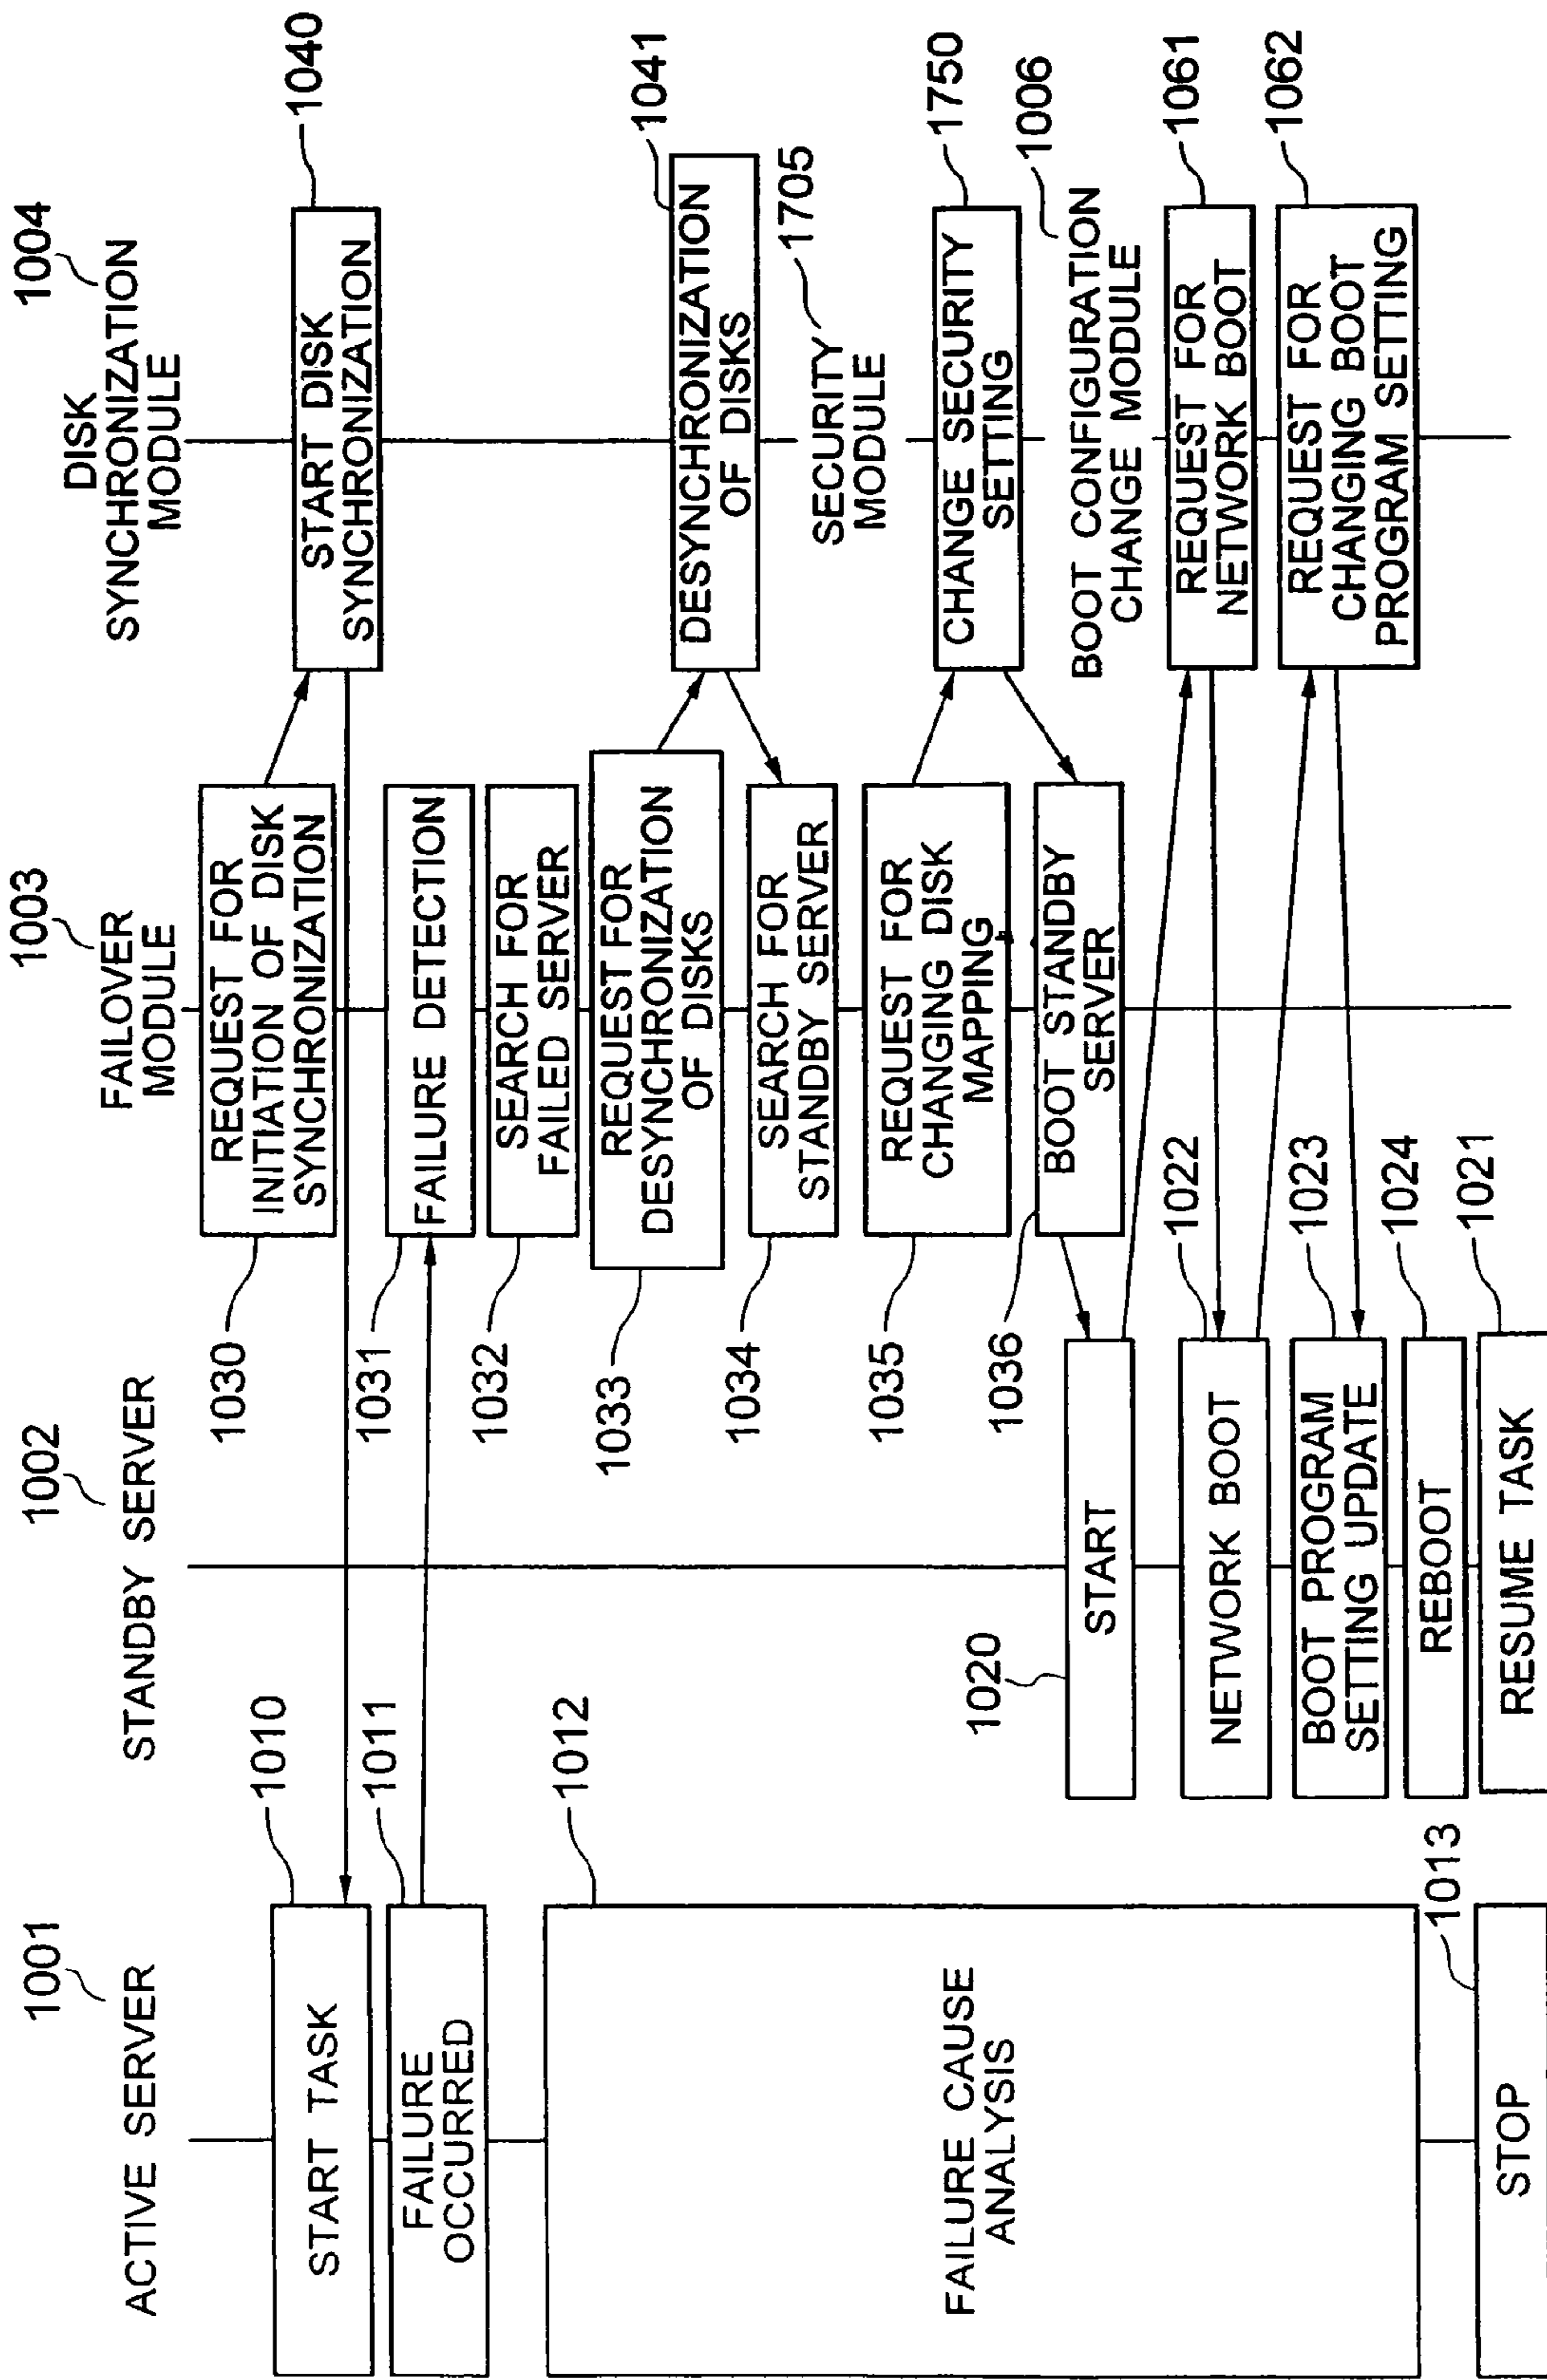 1001
ACTIVE SERVER
START TASK
1010
FAILURE
OCCURRED
1011
FAILURE CAUSE
ANALYSIS
1012
STOP
1013
1002
STANDBY SERVER
START
1020
NETWORK BOOT
1022
BOOT PROGRAM
SETTING UPDATE
1023
REBOOT
1024
RESUME TASK
1021
1003
FAILOVER
MODULE
REQUEST FOR
INITIATION OF DISK
SYNCHRONIZATION
1030
FAILURE DETECTION
1031
SEARCH FOR
FAILED SERVER
1032
REQUEST FOR
DESYNCHRONIZATION
OF DISKS
1033
SEARCH FOR
STANDBY SERVER
1034
REQUEST FOR
CHANGING DISK
MAPPING
1035
BOOT STANDBY
SERVER
1036
1004
DISK
SYNCHRONIZATION
MODULE
START DISK
SYNCHRONIZATION
1040
DESYNCHRONIZATION
OF DISKS
1041
SECURITY
MODULE
1705
CHANGE SECURITY
SETTING
1750
BOOT CONFIGURATION
CHANGE MODULE
1006
REQUEST FOR
NETWORK BOOT
1061
REQUEST FOR
CHANGING BOOT
PROGRAM SETTING
1062